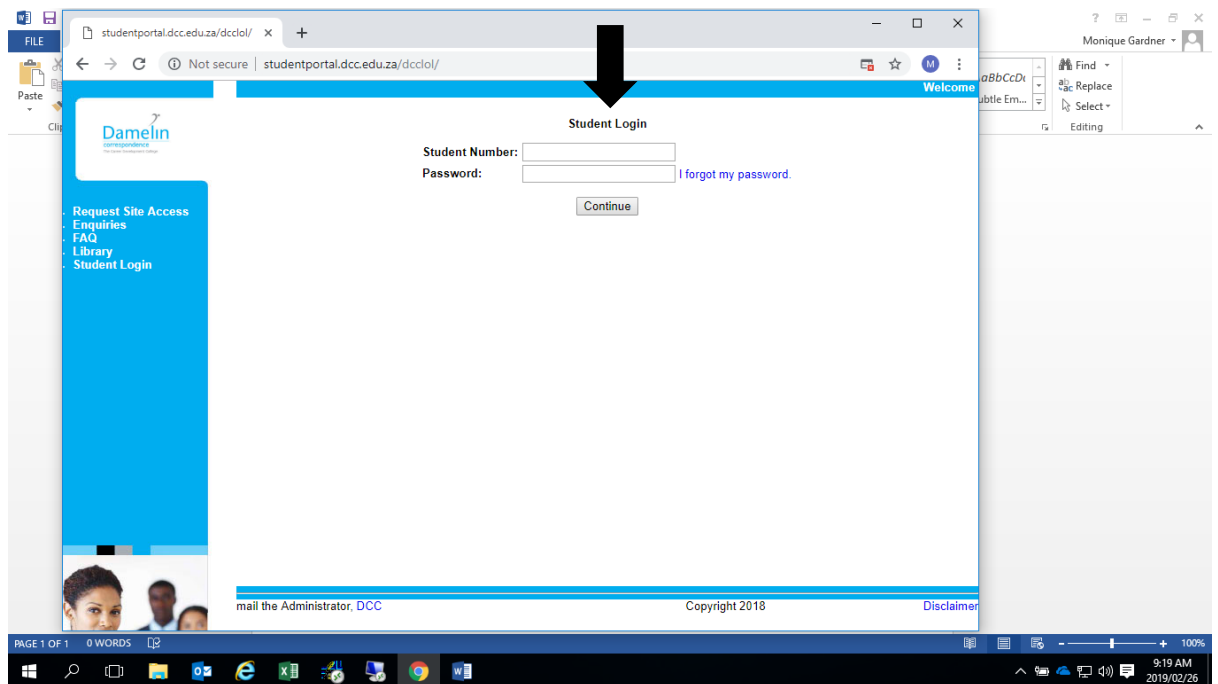 FILE
Paste
Clip
studentportal.dcc.edu.za/dcclol/
Not secure | studentportal.dcc.edu.za/dcclol/
M
Monique Gardner
Find
Replace
Select
Editing
aBbCcDc
ubtle Em...
Welcome
Damelin
correspondence
Student Login
Student Number:
Password:
I forgot my password.
Continue
Request Site Access
Enquiries
FAQ
Library
Student Login
mail the Administrator, DCC
Copyright 2018
Disclaimer
PAGE 1 OF 1
0 WORDS
100%
9:19 AM
2019/02/26